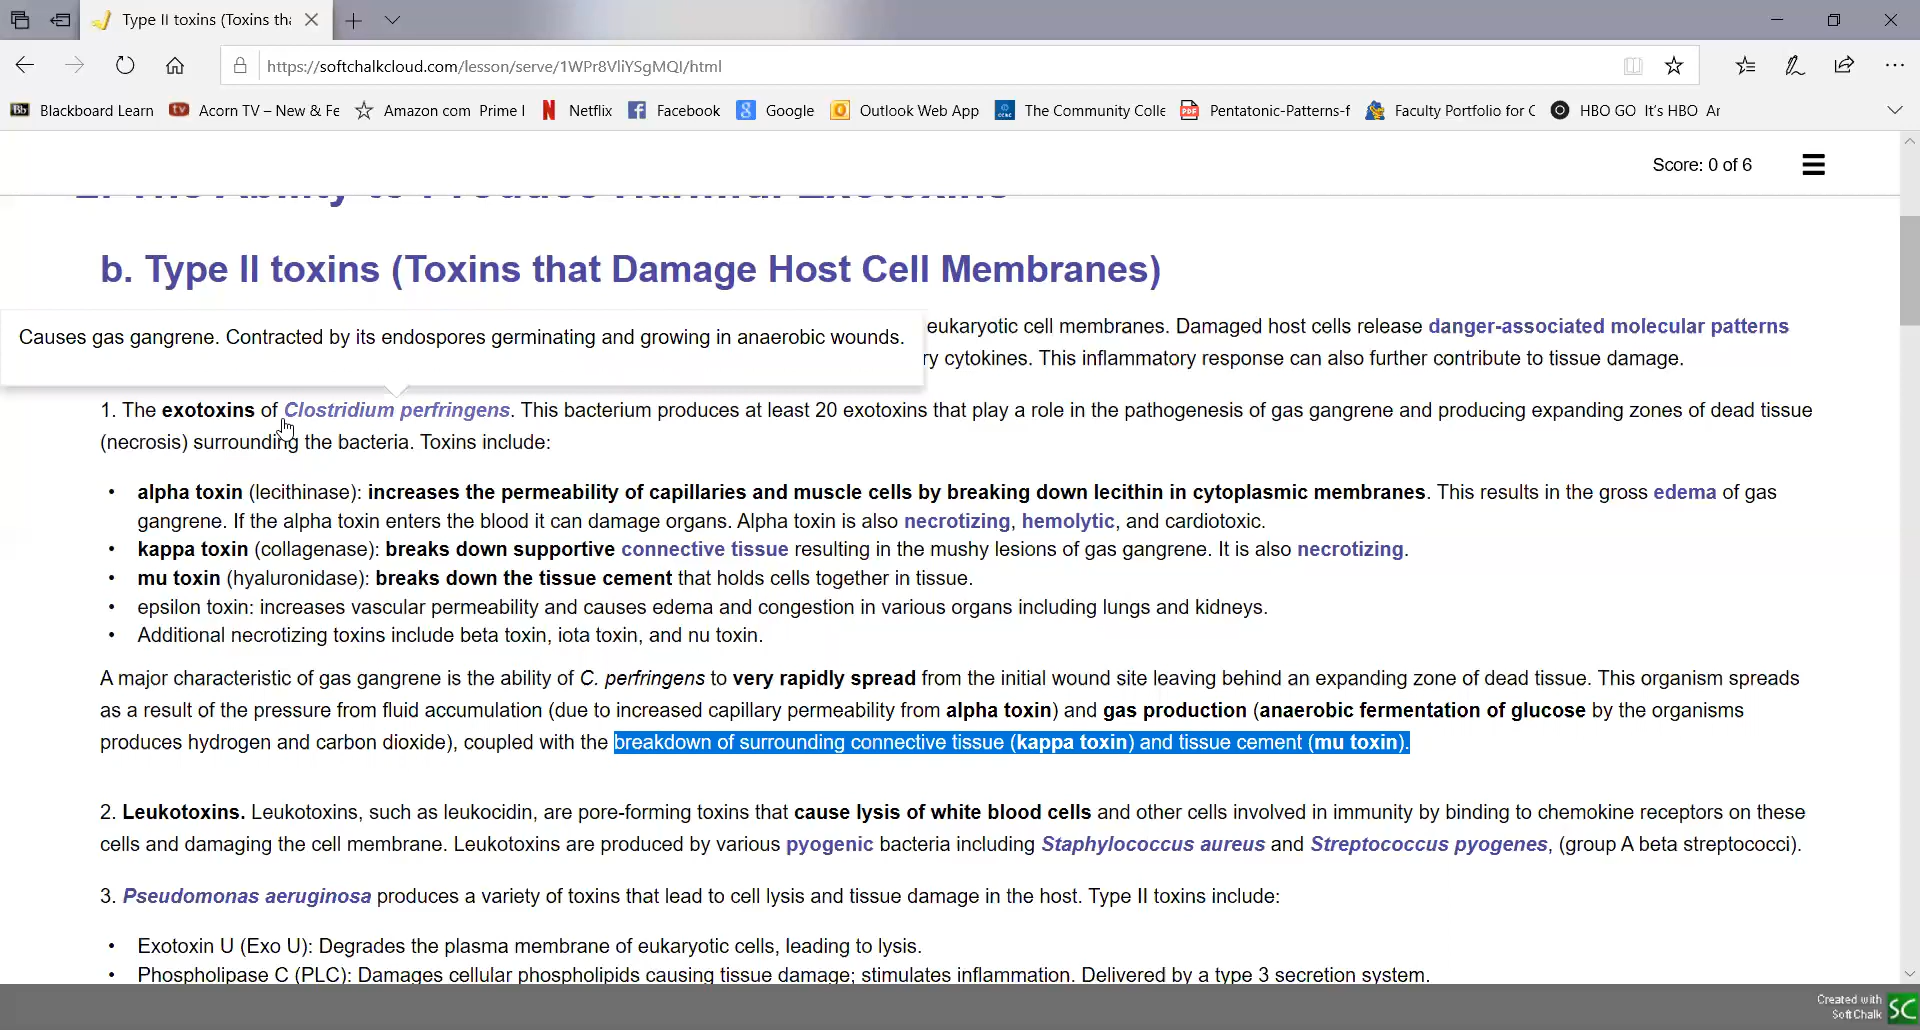 Type II toxins (Toxins tha
https://softchalkcloud.com/lesson/serve/1WPr8VliYSgMQI/html
Bb Blackboard Learn tv Acorn TV – New & Fe Amazon com Prime I N Netflix f Facebook 8 Google Outlook Web App CCBC The Community Colle PDF Pentatonic-Patterns-f Faculty Portfolio for C HBO GO It's HBO Ar
Score: 0 of 6
2. The Ability to Produce Harmful Exotoxins
b. Type II toxins (Toxins that Damage Host Cell Membranes)
Causes gas gangrene. Contracted by its endospores germinating and growing in anaerobic wounds.
eukaryotic cell membranes. Damaged host cells release danger-associated molecular patterns
ry cytokines. This inflammatory response can also further contribute to tissue damage.
1. The exotoxins of Clostridium perfringens. This bacterium produces at least 20 exotoxins that play a role in the pathogenesis of gas gangrene and producing expanding zones of dead tissue
(necrosis) surrounding the bacteria. Toxins include:
• alpha toxin (lecithinase): increases the permeability of capillaries and muscle cells by breaking down lecithin in cytoplasmic membranes. This results in the gross edema of gas
gangrene. If the alpha toxin enters the blood it can damage organs. Alpha toxin is also necrotizing, hemolytic, and cardiotoxic.
• kappa toxin (collagenase): breaks down supportive connective tissue resulting in the mushy lesions of gas gangrene. It is also necrotizing.
• mu toxin (hyaluronidase): breaks down the tissue cement that holds cells together in tissue.
• epsilon toxin: increases vascular permeability and causes edema and congestion in various organs including lungs and kidneys.
• Additional necrotizing toxins include beta toxin, iota toxin, and nu toxin.
A major characteristic of gas gangrene is the ability of C. perfringens to very rapidly spread from the initial wound site leaving behind an expanding zone of dead tissue. This organism spreads
as a result of the pressure from fluid accumulation (due to increased capillary permeability from alpha toxin) and gas production (anaerobic fermentation of glucose by the organisms
produces hydrogen and carbon dioxide), coupled with the breakdown of surrounding connective tissue (kappa toxin) and tissue cement (mu toxin).
2. Leukotoxins. Leukotoxins, such as leukocidin, are pore-forming toxins that cause lysis of white blood cells and other cells involved in immunity by binding to chemokine receptors on these
cells and damaging the cell membrane. Leukotoxins are produced by various pyogenic bacteria including Staphylococcus aureus and Streptococcus pyogenes, (group A beta streptococci).
3. Pseudomonas aeruginosa produces a variety of toxins that lead to cell lysis and tissue damage in the host. Type II toxins include:
• Exotoxin U (Exo U): Degrades the plasma membrane of eukaryotic cells, leading to lysis.
• Phospholipase C (PLC): Damages cellular phospholipids causing tissue damage; stimulates inflammation. Delivered by a type 3 secretion system.
Created with
SoftChalk SC